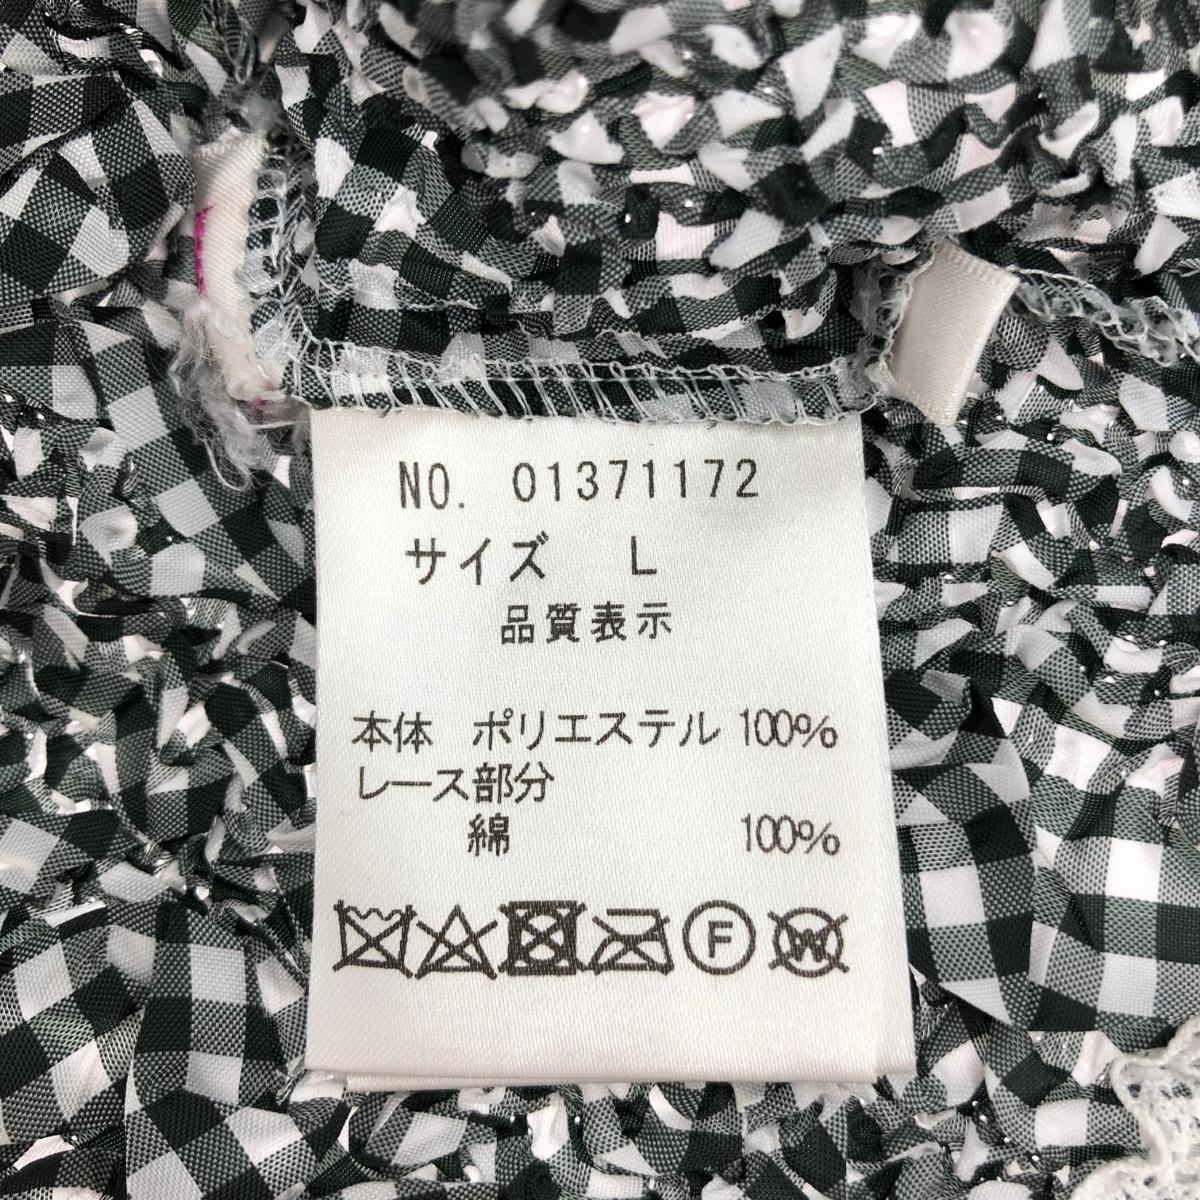 NO. 01371172
サイズ L
品質表示
本体 ポリエステル 100%
レース部分
綿 100%
F W